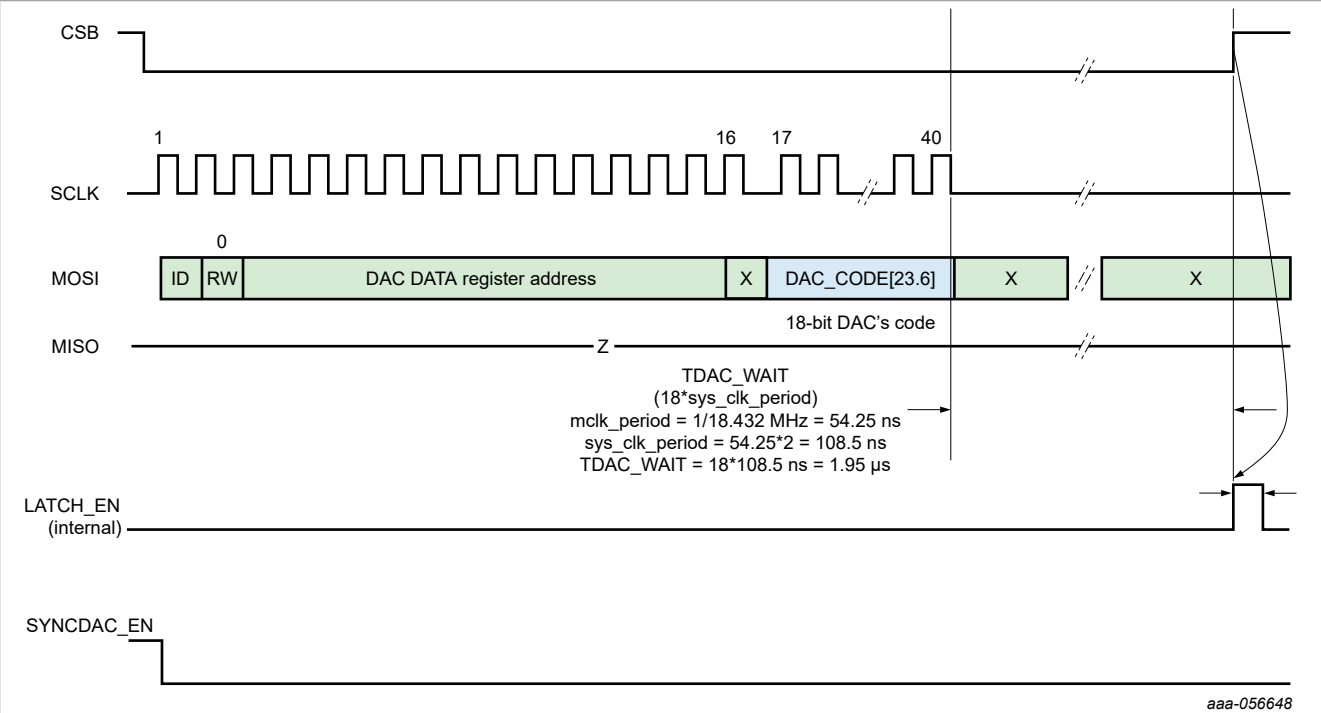 CSB
1
16
17
40
SCLK
0
MOSI
ID
RW
DAC DATA register address
X
DAC_CODE[23.6]
X
X
18-bit DAC's code
MISO
Z
TDAC_WAIT
(18*sys_clk_period)
mclk_period = 1/18.432 MHz = 54.25 ns
sys_clk_period = 54.25*2 = 108.5 ns
TDAC_WAIT = 18*108.5 ns = 1.95 µs
LATCH_EN
(internal)
SYNCDAC_EN
aaa-056648